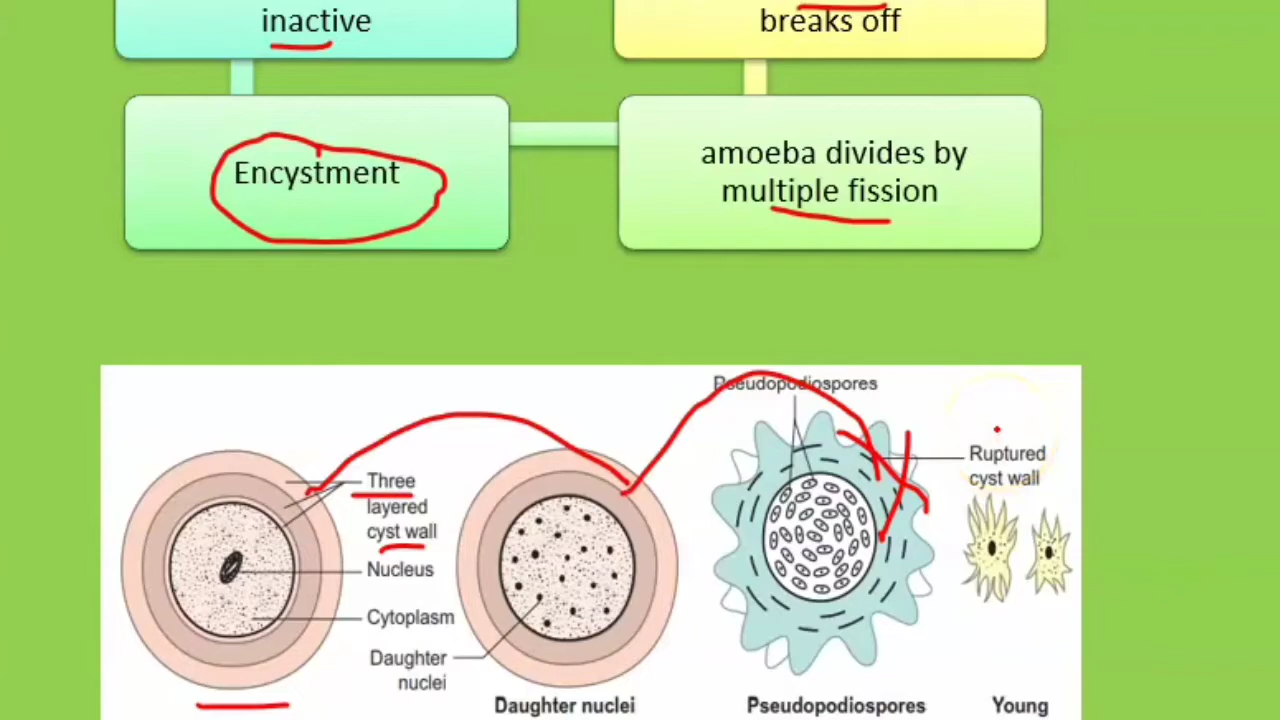 inactive
breaks off
Encystment
amoeba divides by
multiple fission
Pseudopodiospores
Ruptured
cyst wall
Three
layered
cyst wall
Nucleus
Cytoplasm
Daughter
nuclei
Daughter nuclei
Pseudopodiospores
Young